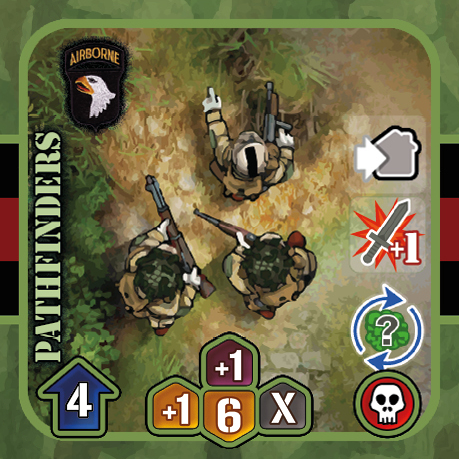 AIRBORNE
PATHFINDERS
+1
?
4
+1
+1
6
X